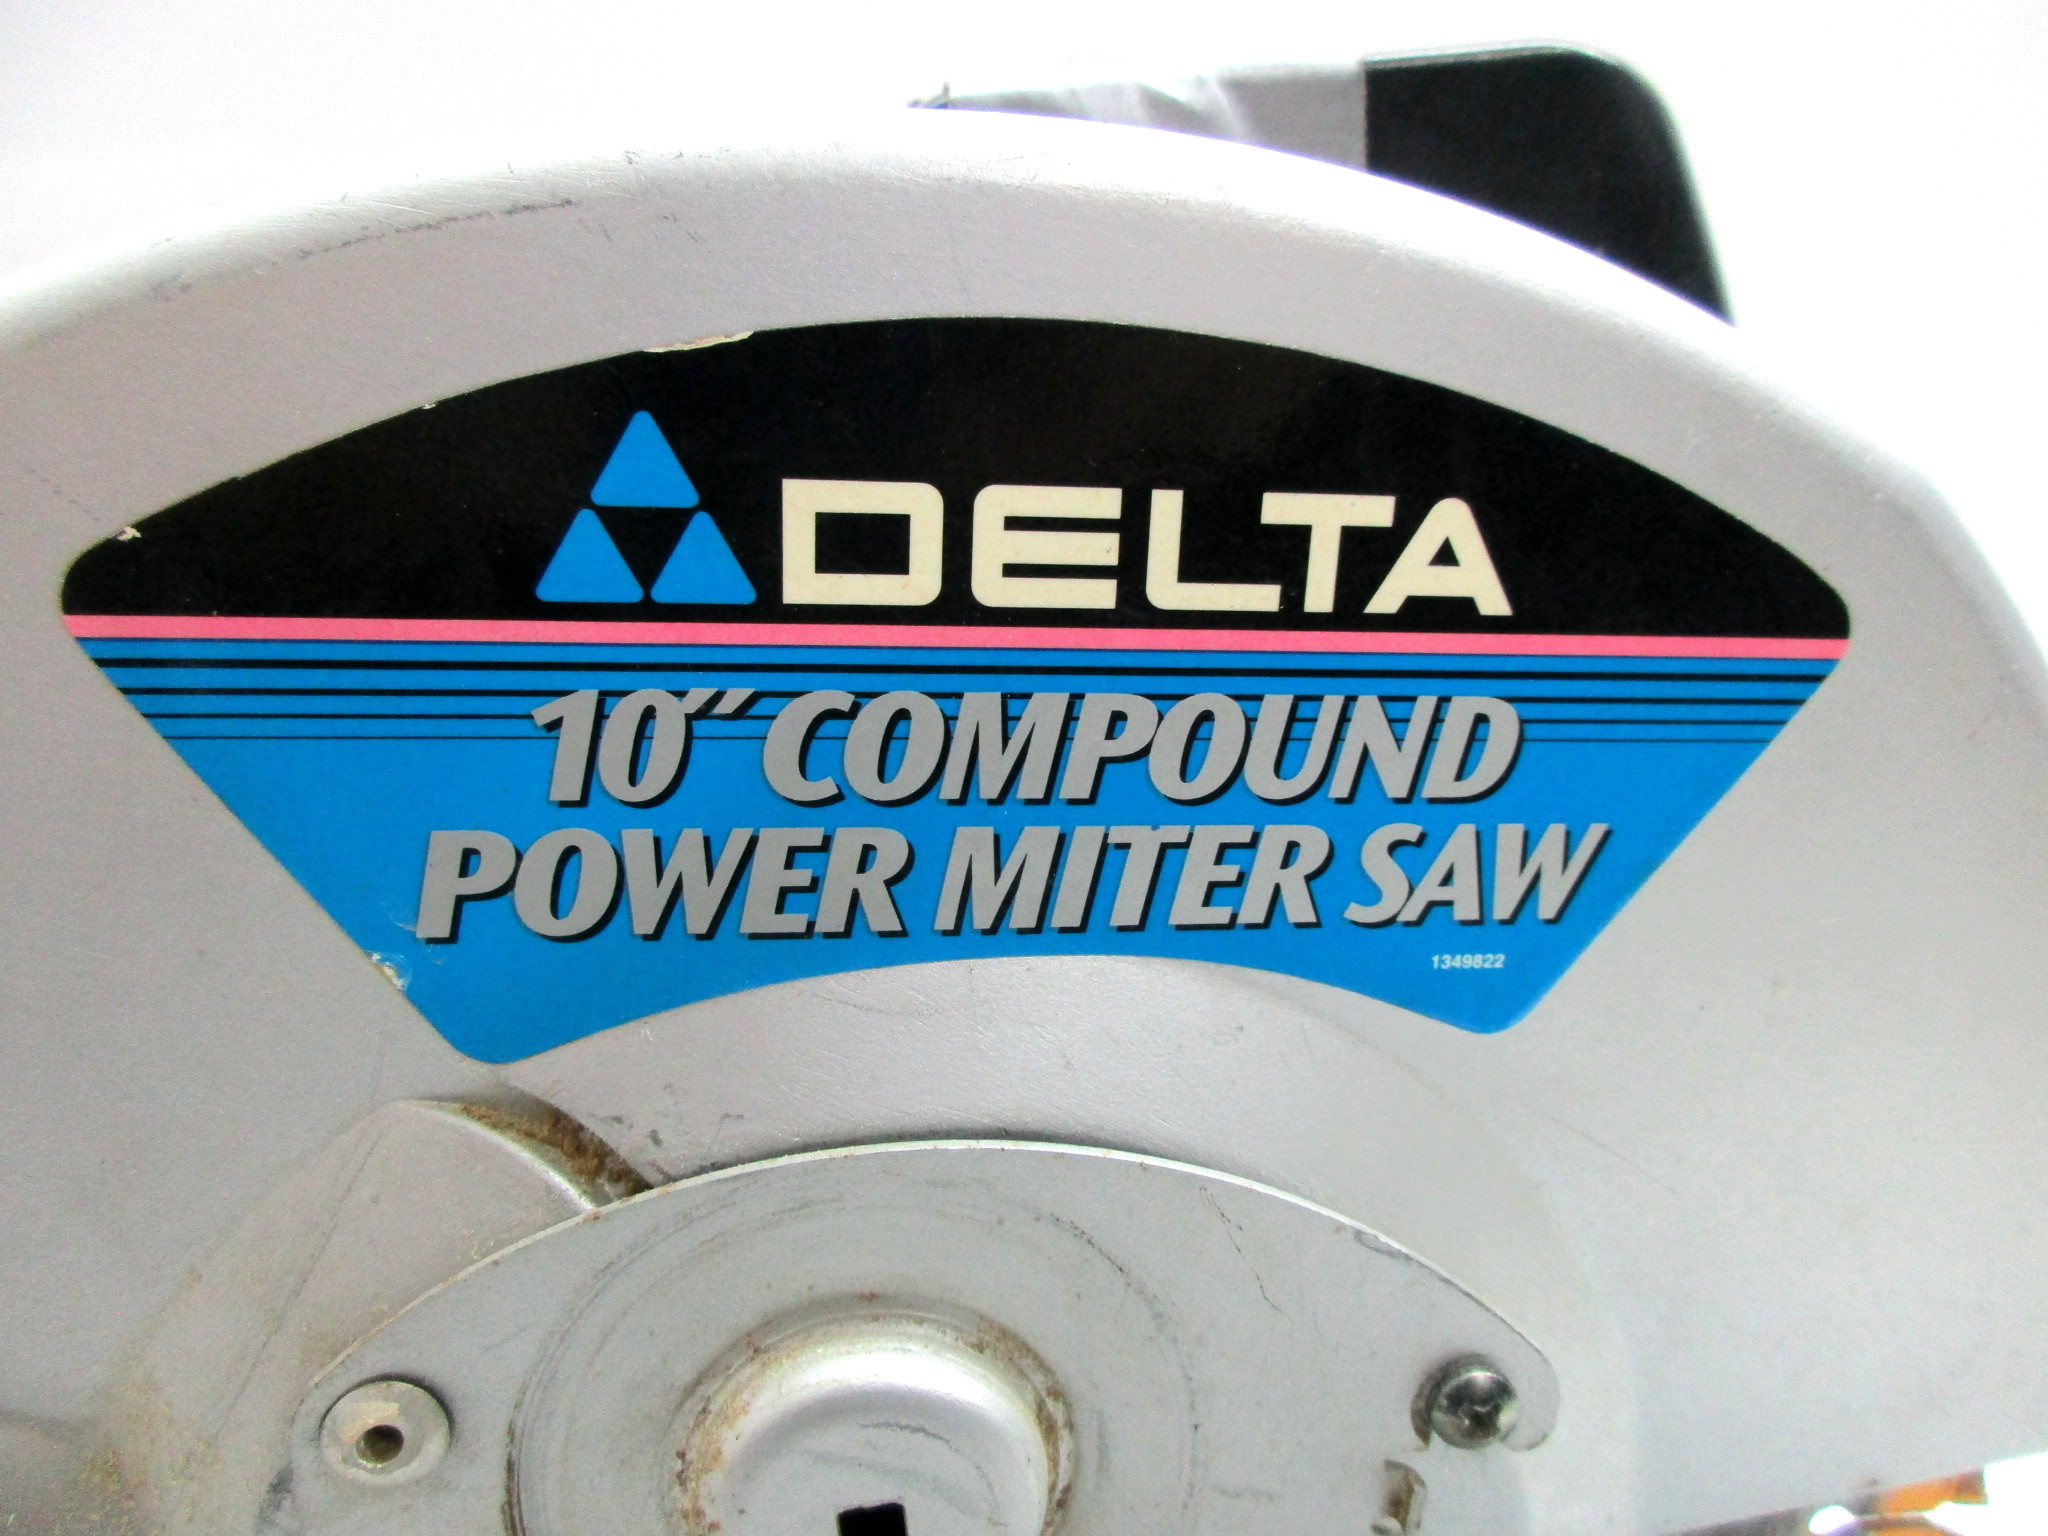 DELTA
10" COMPOUND
POWER MITER SAW
1349822